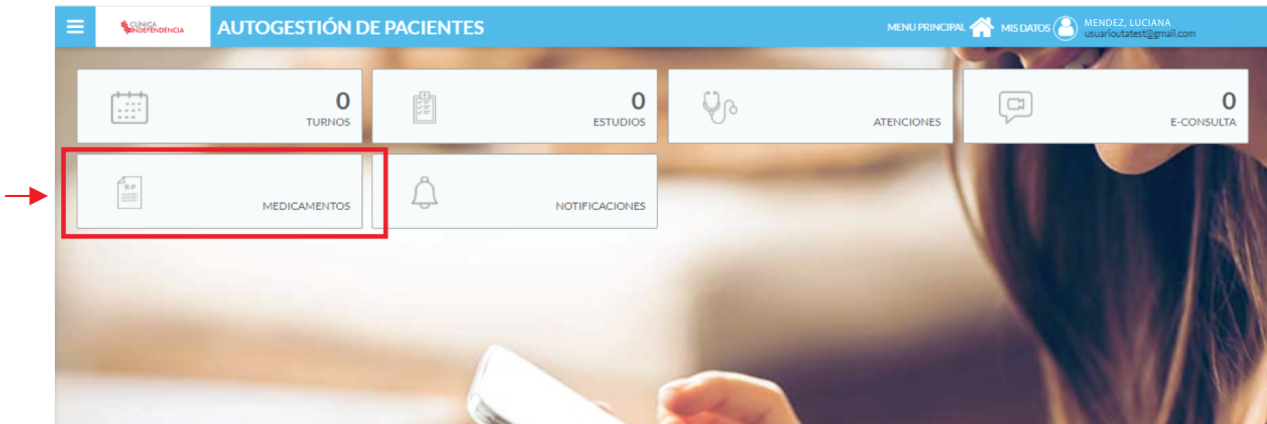 CLÍNICA
INDEPENDENCIA
AUTOGESTIÓN DE PACIENTES
MENU PRINCIPAL
MIS DATOS
MENDEZ, LUCIANA
usuarioutatest@gmail.com
0
TURNOS
0
ESTUDIOS
ATENCIONES
0
E-CONSULTA
R.P
MEDICAMENTOS
NOTIFICACIONES